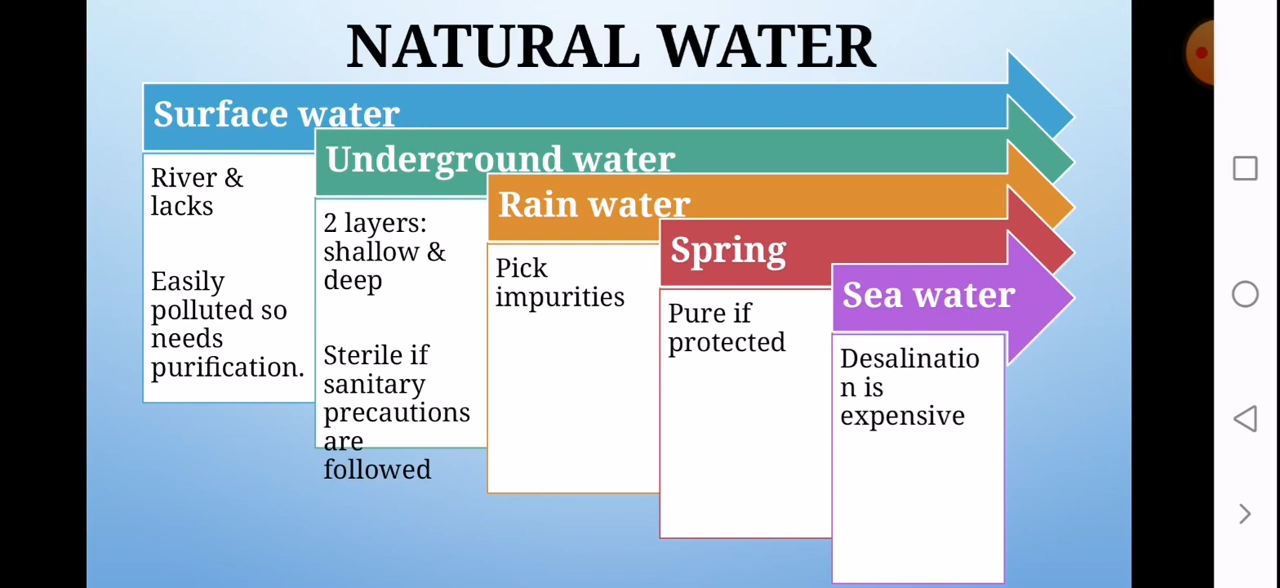 NATURAL WATER
Surface water
River &
lacks
Easily
polluted so
needs
purification.
Underground water
2 layers:
shallow &
deep
Sterile if
sanitary
precautions
are
followed
Rain water
Pick
impurities
Spring
Pure if
protected
Sea water
Desalinatio
n is
expensive